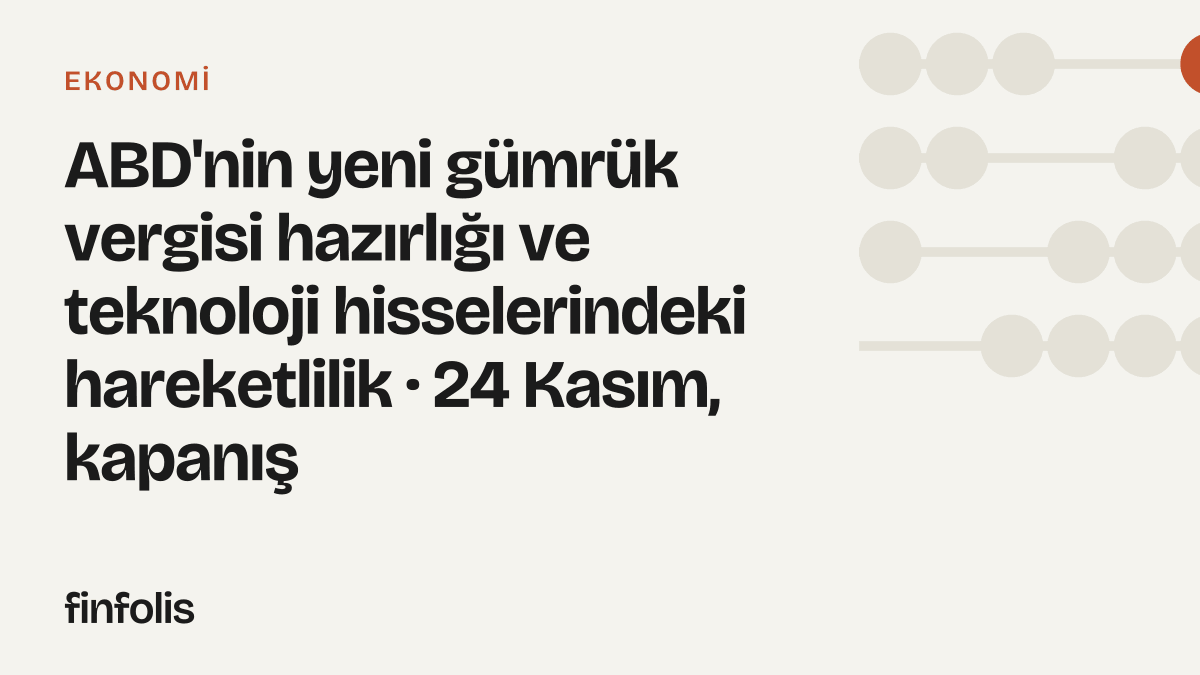 EKONOMİ
ABD'nin yeni gümrük
vergisi hazırlığı ve
teknoloji hisselerindeki
hareketlilik · 24 Kasım,
kapanış
finfolis